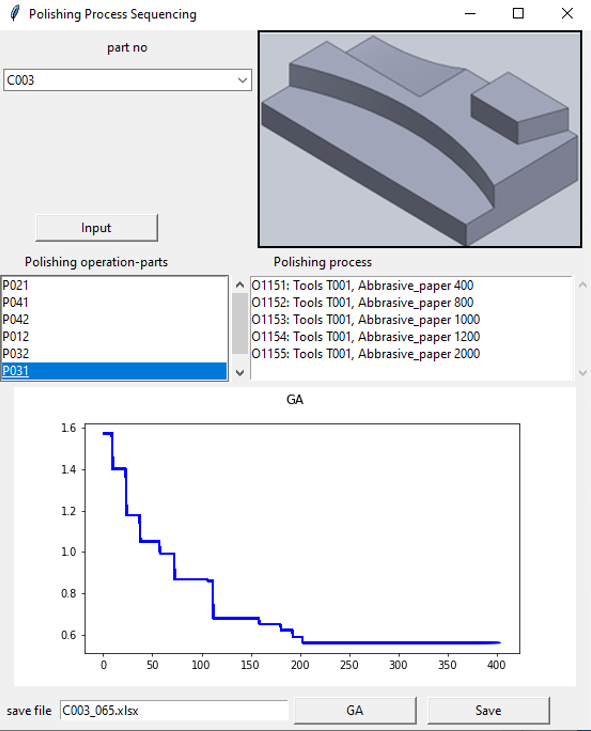 Polishing Process Sequencing
part no
C003
Input
Polishing operation-parts
Polishing process
P021
P041
P042
P012
P032
P031
O1151: Tools T001, Abbrasive_paper 400
O1152: Tools T001, Abbrasive_paper 800
O1153: Tools T001, Abbrasive_paper 1000
O1154: Tools T001, Abbrasive_paper 1200
O1155: Tools T001, Abbrasive_paper 2000
GA
1.6
1.4
1.2
1.0
0.8
0.6
0 50 100 150 200 250 300 350 400
save file C003_065.xlsx GA Save